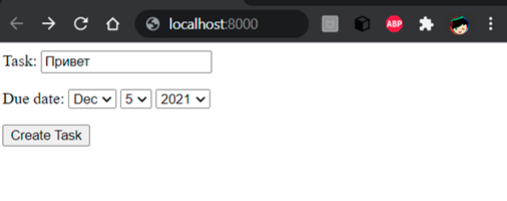 localhost:8000
ABP
Task: Привет
Due date: Dec 5 2021
Create Task